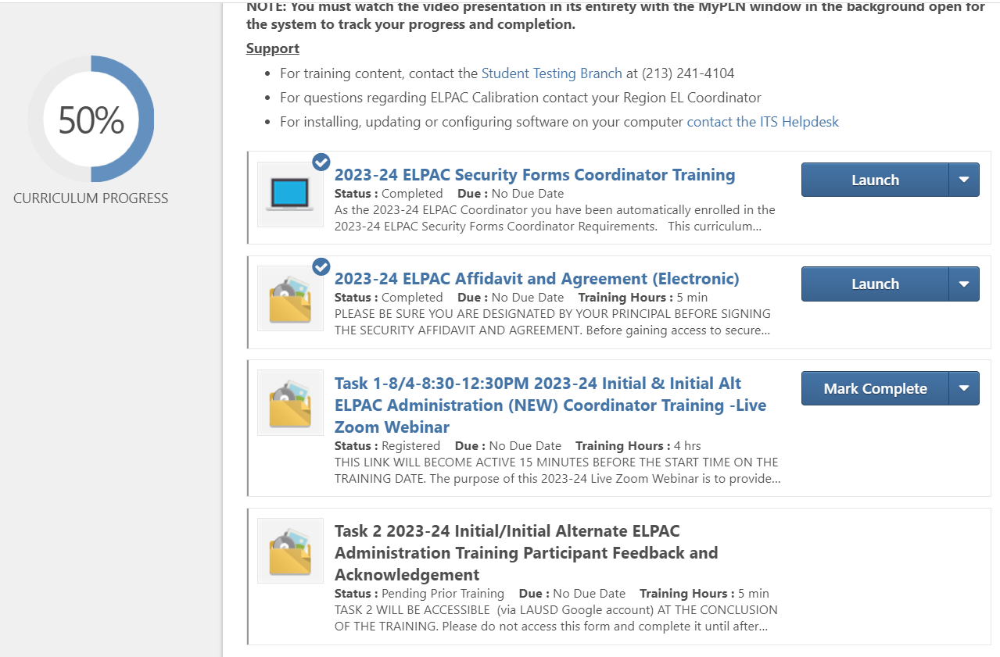 NOTE: You must watch the video presentation in its entirety with the MyPLN window in the background open for
the system to track your progress and completion.
Support
• For training content, contact the Student Testing Branch at (213) 241-4104
• For questions regarding ELPAC Calibration contact your Region EL Coordinator
• For installing, updating or configuring software on your computer contact the ITS Helpdesk
50%
CURRICULUM PROGRESS
2023-24 ELPAC Security Forms Coordinator Training
Launch
Status : Completed Due : No Due Date
As the 2023-24 ELPAC Coordinator you have been automatically enrolled in the
2023-24 ELPAC Security Forms Coordinator Requirements. This curriculum...
2023-24 ELPAC Affidavit and Agreement (Electronic)
Launch
Status : Completed Due : No Due Date Training Hours : 5 min
PLEASE BE SURE YOU ARE DESIGNATED BY YOUR PRINCIPAL BEFORE SIGNING
THE SECURITY AFFIDAVIT AND AGREEMENT. Before gaining access to secure...
Task 1-8/4-8:30-12:30PM 2023-24 Initial & Initial Alt
ELPAC Administration (NEW) Coordinator Training -Live
Zoom Webinar
Mark Complete
Status : Registered Due : No Due Date Training Hours : 4 hrs
THIS LINK WILL BECOME ACTIVE 15 MINUTES BEFORE THE START TIME ON THE
TRAINING DATE. The purpose of this 2023-24 Live Zoom Webinar is to provide...
Task 2 2023-24 Initial/Initial Alternate ELPAC
Administration Training Participant Feedback and
Acknowledgement
Status : Pending Prior Training Due : No Due Date Training Hours : 5 min
TASK 2 WILL BE ACCESSIBLE (via LAUSD Google account) AT THE CONCLUSION
OF THE TRAINING. Please do not access this form and complete it until after...